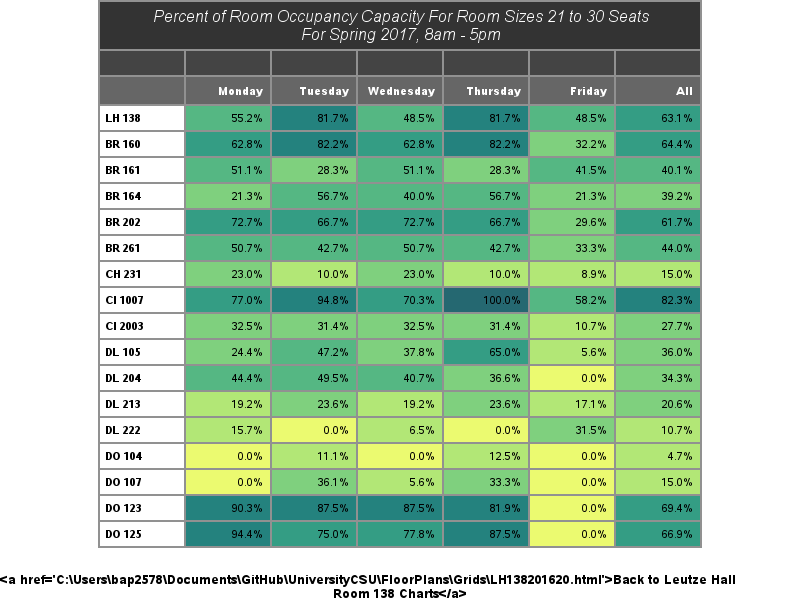 Percent of Room Occupancy Capacity For Room Sizes 21 to 30 Seats
For Spring 2017, 8am - 5pm
Monday Tuesday Wednesday Thursday Friday All
LH 138 55.2% 81.7% 48.5% 81.7% 48.5% 63.1%
BR 160 62.8% 82.2% 62.8% 82.2% 32.2% 64.4%
BR 161 51.1% 28.3% 51.1% 28.3% 41.5% 40.1%
BR 164 21.3% 56.7% 40.0% 56.7% 21.3% 39.2%
BR 202 72.7% 66.7% 72.7% 66.7% 29.6% 61.7%
BR 261 50.7% 42.7% 50.7% 42.7% 33.3% 44.0%
CH 231 23.0% 10.0% 23.0% 10.0% 8.9% 15.0%
CI 1007 77.0% 94.8% 70.3% 100.0% 58.2% 82.3%
CI 2003 32.5% 31.4% 32.5% 31.4% 10.7% 27.7%
DL 105 24.4% 47.2% 37.8% 65.0% 5.6% 36.0%
DL 204 44.4% 49.5% 40.7% 36.6% 0.0% 34.3%
DL 213 19.2% 23.6% 19.2% 23.6% 17.1% 20.6%
DL 222 15.7% 0.0% 6.5% 0.0% 31.5% 10.7%
DO 104 0.0% 11.1% 0.0% 12.5% 0.0% 4.7%
DO 107 0.0% 36.1% 5.6% 33.3% 0.0% 15.0%
DO 123 90.3% 87.5% 87.5% 81.9% 0.0% 69.4%
DO 125 94.4% 75.0% 77.8% 87.5% 0.0% 66.9%
<a href='C:\Users\bap2578\Documents\GitHub\UniversityCSU\FloorPlans\Grids\LH138201620.html'>Back to Leutze Hall
Room 138 Charts</a>